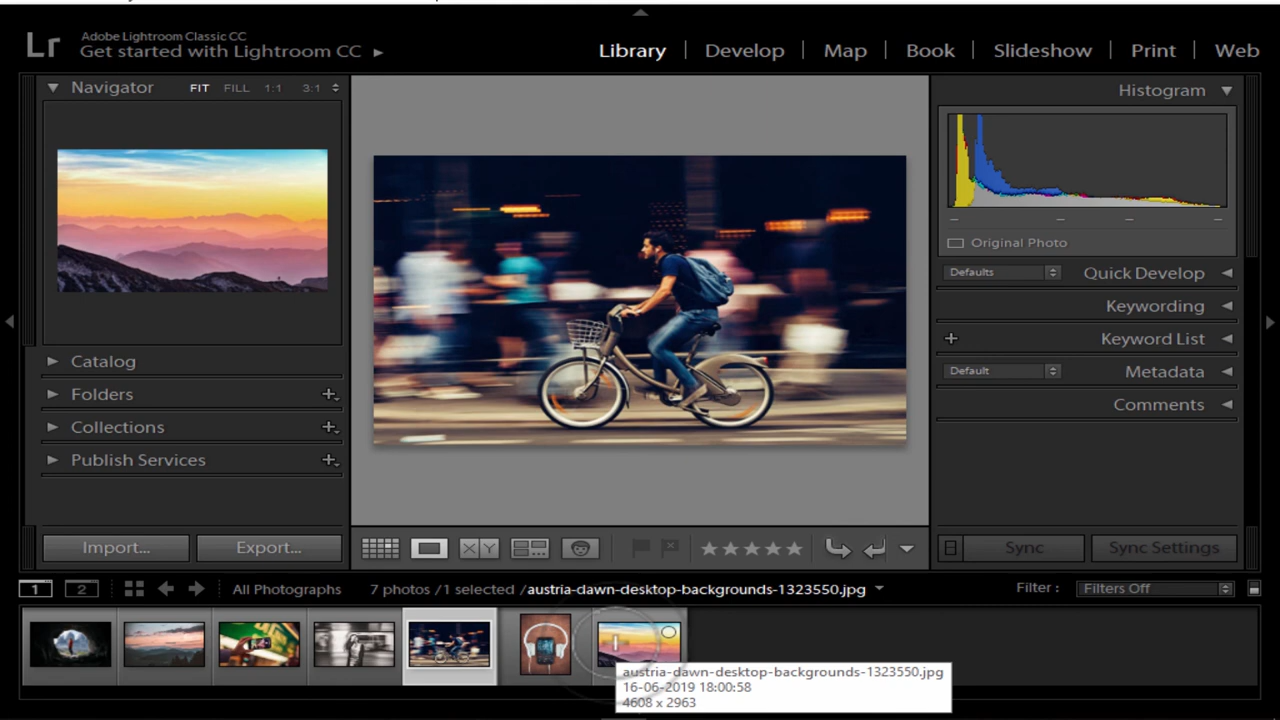 Lr
Adobe Lightroom Classic CC
Get started with Lightroom CC
Library | Develop | Map | Book | Slideshow | Print | Web
Navigator FIT FILL 1:1 3:1
Histogram
Original Photo
Defaults Quick Develop
Keywording
Keyword List
Default Metadata
Comments
Catalog
Folders
Collections
Publish Services
Import... Export...
X Y
Sync Sync Settings
1 2 All Photographs 7 photos / 1 selected / austria-dawn-desktop-backgrounds-1323550.jpg Filter : Filters Off
austria-dawn-desktop-backgrounds-1323550.jpg
16-06-2019 18:00:58
4608 x 2963